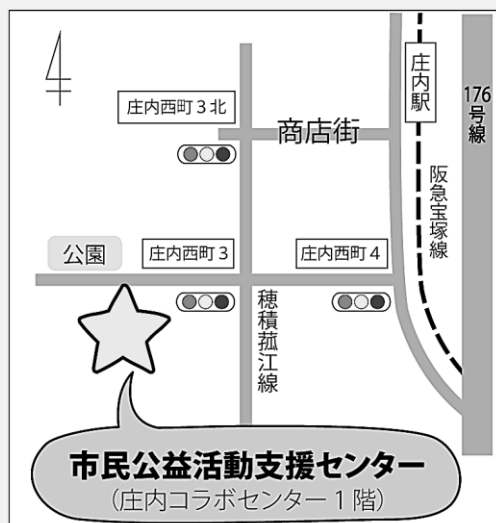 庄内西町3北
商店街
庄内駅
176号線
阪急宝塚線
公園
庄内西町3
庄内西町4
穂積菰江線
市民公益活動支援センター
(庄内コラボセンター1階)